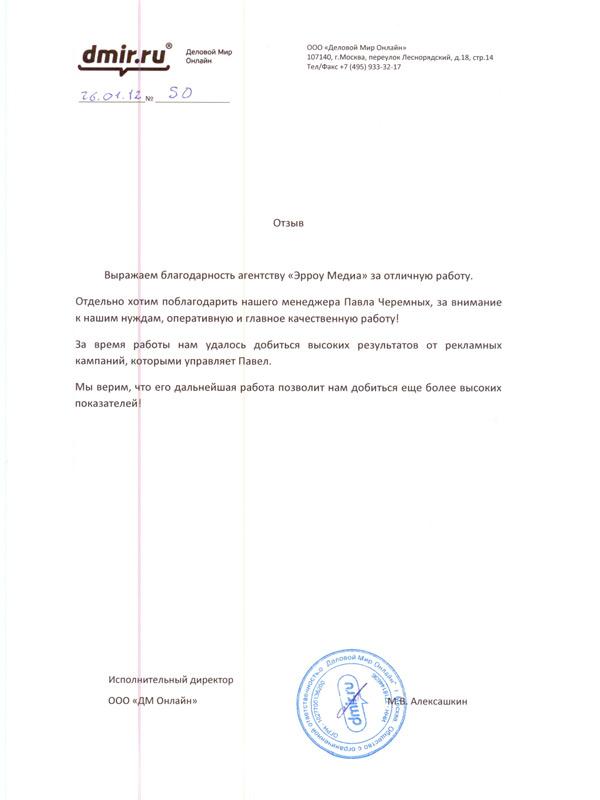 dmir.ru®
Деловой Мир
Онлайн
ООО «Деловой Мир Онлайн»
107140, г.Москва, переулок Леснорядский, д.18, стр.14
Тел/Факс +7 (495) 933-32-17
26.01.12 № 50
Отзыв
Выражаем благодарность агентству «Эрроу Медиа» за отличную работу.
Отдельно хотим поблагодарить нашего менеджера Павла Черемных, за внимание
к нашим нуждам, оперативную и главное качественную работу!
За время работы нам удалось добиться высоких результатов от рекламных
кампаний, которыми управляет Павел.
Мы верим, что его дальнейшая работа позволит нам добиться еще более высоких
показателей!
Исполнительный директор
ООО «ДМ Онлайн»
М.В. Алексашкин
Общество с ограниченной ответственностью
Деловой Мир Онлайн
dmir.ru